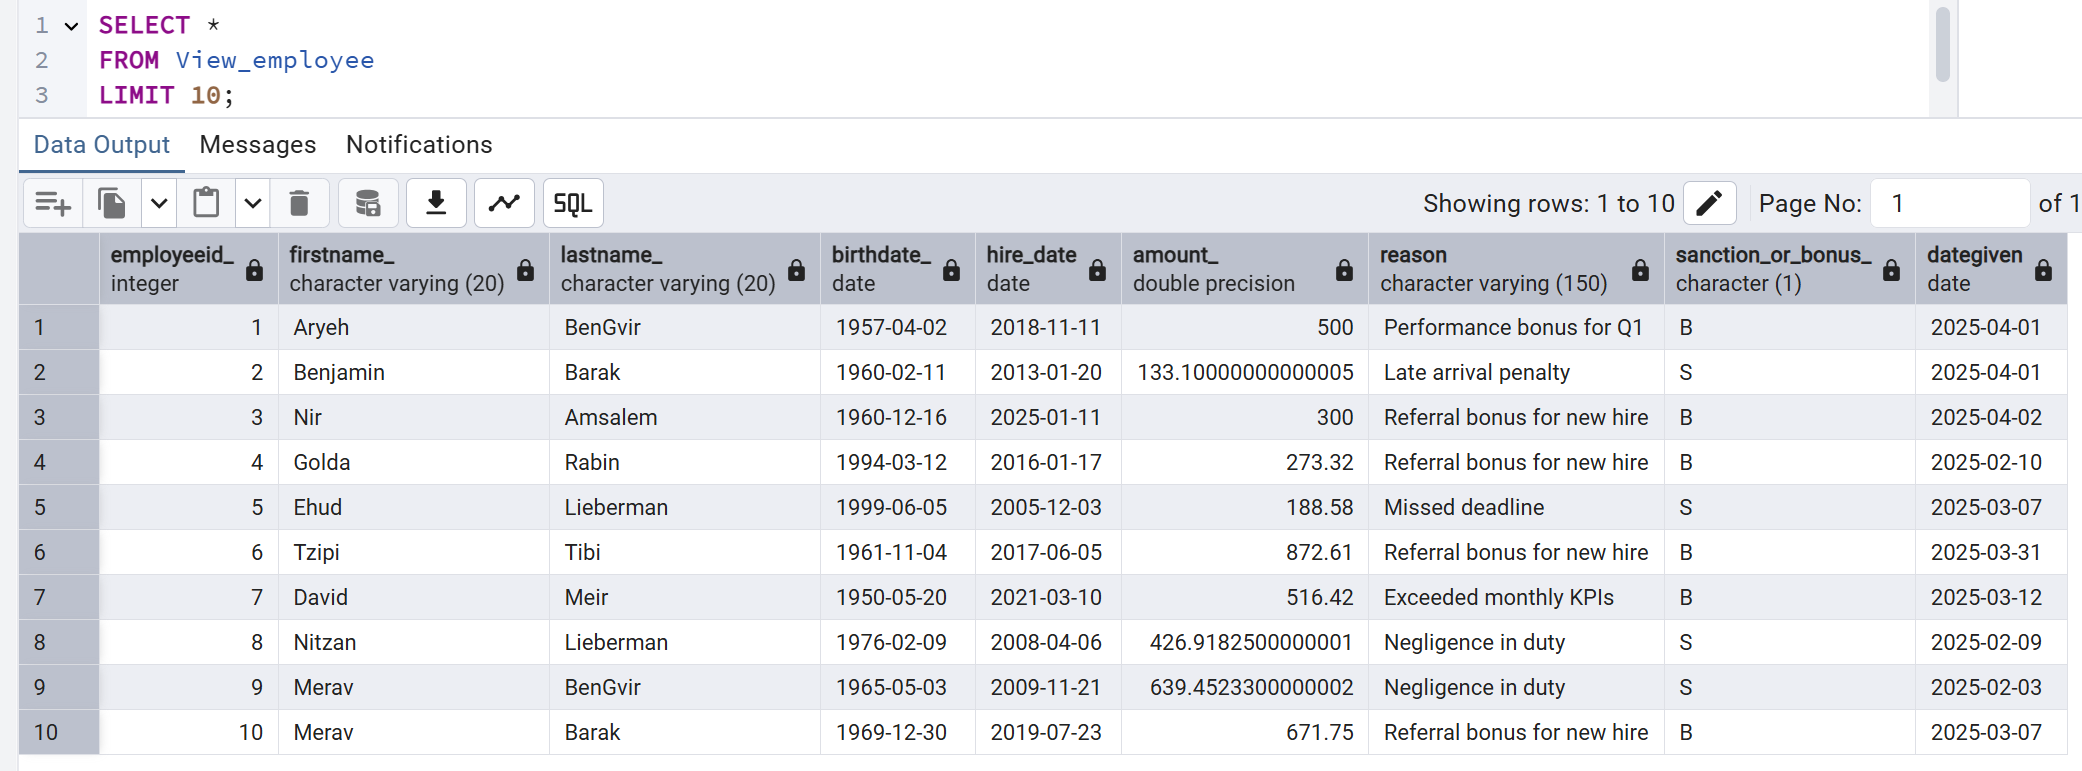 1 SELECT *
2 FROM View_employee
3 LIMIT 10;
Data Output Messages Notifications
SQL Showing rows: 1 to 10 Page No: 1 of 1
employeeid_ firstname_ lastname_ birthdate_ hire_date amount_ reason sanction_or_bonus_ dategiven
integer character varying (20) character varying (20) date date double precision character varying (150) character (1) date
1 1 Aryeh BenGvir 1957-04-02 2018-11-11 500 Performance bonus for Q1 B 2025-04-01
2 2 Benjamin Barak 1960-02-11 2013-01-20 133.10000000000005 Late arrival penalty S 2025-04-01
3 3 Nir Amsalem 1960-12-16 2025-01-11 300 Referral bonus for new hire B 2025-04-02
4 4 Golda Rabin 1994-03-12 2016-01-17 273.32 Referral bonus for new hire B 2025-02-10
5 5 Ehud Lieberman 1999-06-05 2005-12-03 188.58 Missed deadline S 2025-03-07
6 6 Tzipi Tibi 1961-11-04 2017-06-05 872.61 Referral bonus for new hire B 2025-03-31
7 7 David Meir 1950-05-20 2021-03-10 516.42 Exceeded monthly KPIs B 2025-03-12
8 8 Nitzan Lieberman 1976-02-09 2008-04-06 426.9182500000001 Negligence in duty S 2025-02-09
9 9 Merav BenGvir 1965-05-03 2009-11-21 639.4523300000002 Negligence in duty S 2025-02-03
10 10 Merav Barak 1969-12-30 2019-07-23 671.75 Referral bonus for new hire B 2025-03-07